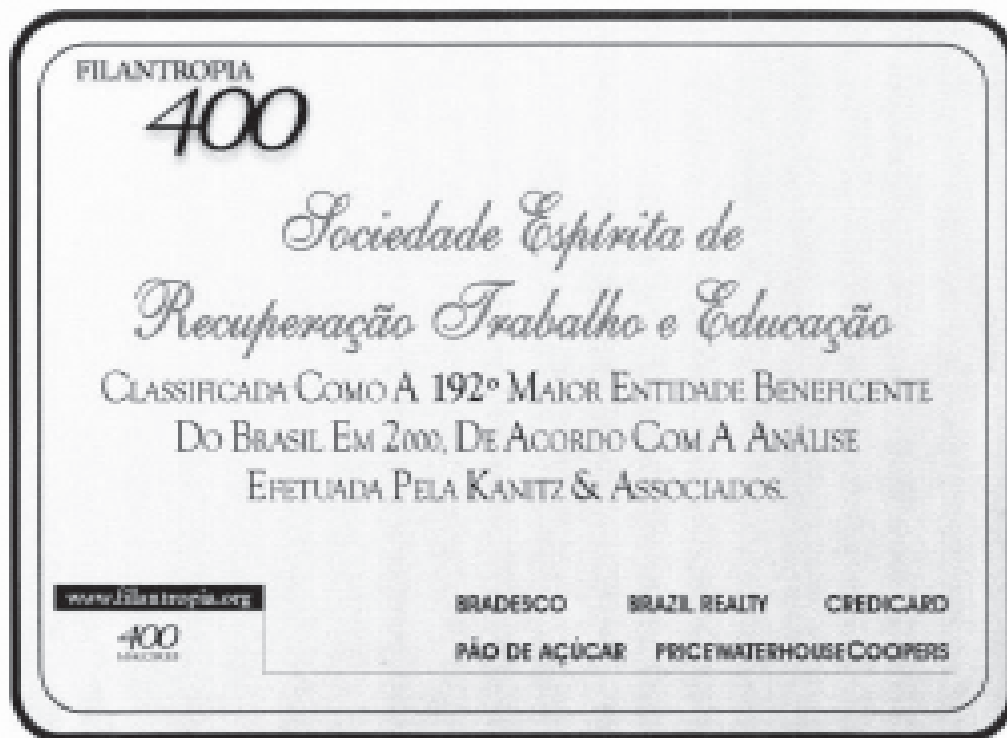 FILANTROPIA
400
Sociedade Espírita de
Recuperação Trabalho e Educação
CLASSIFICADA COMO A 192º MAIOR ENTIDADE BENEFICENTE
DO BRASIL EM 2000, DE ACORDO COM A ANÁLISE
EFETUADA PELA KANITZ & ASSOCIADOS.
www.filantropia.org
400
BRADESCO BRAZIL REALTY CREDICARD
PÃO DE AÇÚCAR PRICEWATERHOUSECOOPERS